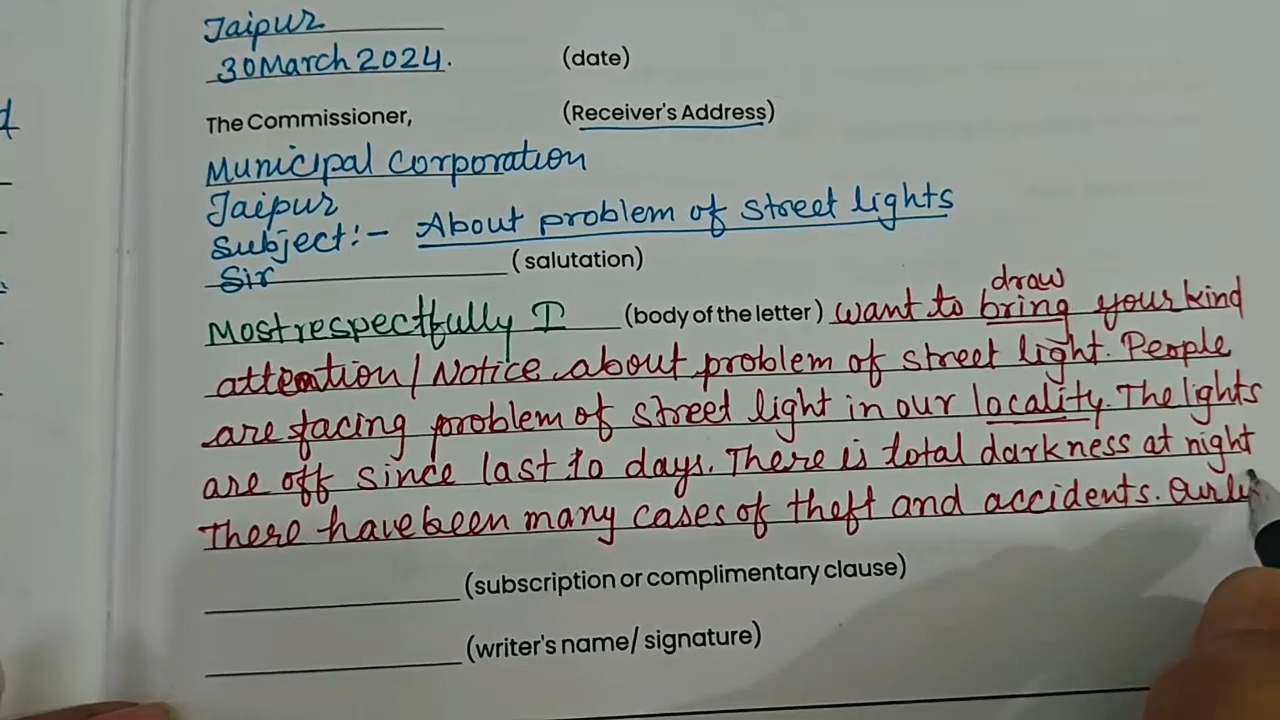 Jaipur
30 March 2024. (date)
The Commissioner, (Receiver's Address)
Municipal Corporation
Jaipur
Subject:- About problem of street lights
Sir (salutation)
draw
Most respectfully I (body of the letter) want to bring your kind
attention/Notice about problem of street light. People
are facing problem of street light in our locality. The lights
are off since last 10 days. There is total darkness at night
There have been many cases of theft and accidents. Our
(subscription or complimentary clause)
(writer's name/ signature)